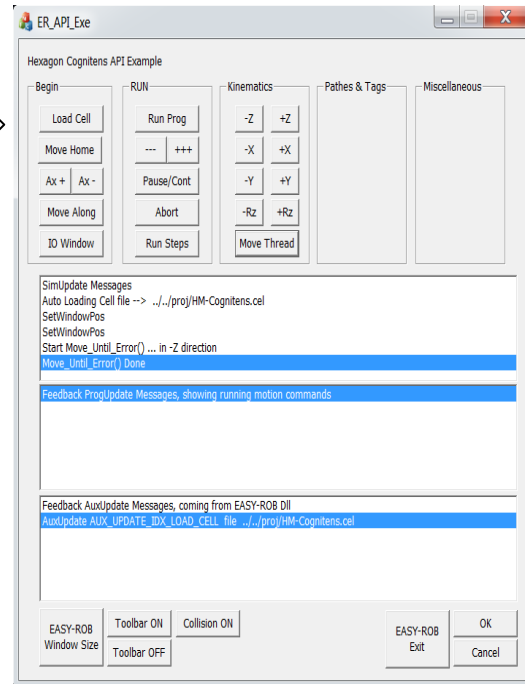 ER_API_Exe
Hexagon Cognitens API Example
Begin RUN Kinematics Pathes & Tags Miscellaneous
Load Cell Run Prog -Z +Z
Move Home --- +++ -X +X
Ax + Ax - Pause/Cont -Y +Y
Move Along Abort -Rz +Rz
IO Window Run Steps Move Thread
SimUpdate Messages
Auto Loading Cell file --> ../../proj/HM-Cognitens.cel
SetWindowPos
SetWindowPos
Start Move_Until_Error() ... in -Z direction
Move_Until_Error() Done
Feedback ProgUpdate Messages, showing running motion commands
Feedback AuxUpdate Messages, coming from EASY-ROB Dll
AuxUpdate AUX_UPDATE_IDX_LOAD_CELL file ../../proj/HM-Cognitens.cel
EASY-ROB
Window Size
Toolbar ON Collision ON
Toolbar OFF
EASY-ROB
Exit
OK
Cancel